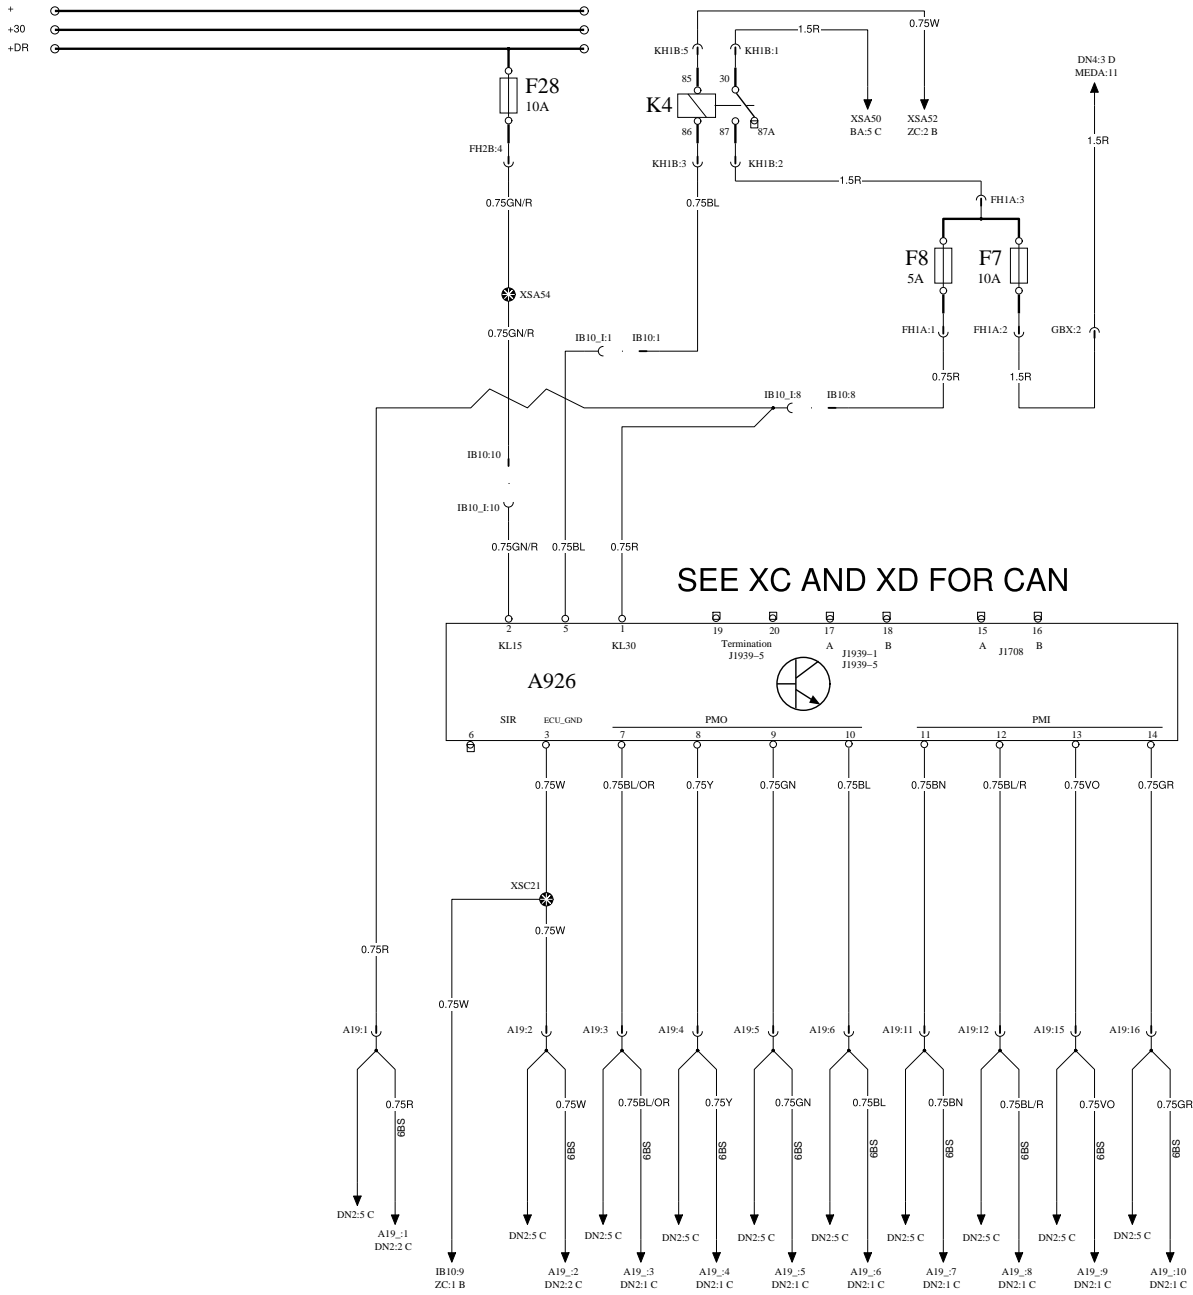 +
+30
+DR
F28
10A
FH2B:4
0.75GN/R
XSA54
0.75GN/R
IB10:10
IB10_I:10
0.75GN/R
KH1B:5
KH1B:1
1.5R
0.75W
85
30
K4
86
87
87A
KH1B:3
KH1B:2
XSA50
BA:5 C
XSA52
ZC:2 B
DN4:3 D
MEDA:11
1.5R
1.5R
0.75BL
FH1A:3
F8
5A
F7
10A
FH1A:1
FH1A:2
GBX:2
0.75R
1.5R
IB10_I:1
IB10:1
IB10_I:8
IB10:8
0.75BL
0.75R
SEE XC AND XD FOR CAN
2
5
1
19
20
17
18
15
16
KL15
KL30
Termination
J1939–5
A
J1939–1
J1939–5
B
A
J1708
B
A926
SIR
ECU_GND
PMO
PMI
6
3
7
8
9
10
11
12
13
14
0.75W
0.75BL/OR
0.75Y
0.75GN
0.75BL
0.75BN
0.75BL/R
0.75VO
0.75GR
XSC21
0.75W
0.75R
0.75W
A19:1
A19:2
A19:3
A19:4
A19:5
A19:6
A19:11
A19:12
A19:15
A19:16
0.75R
0.75W
0.75BL/OR
0.75Y
0.75GN
0.75BL
0.75BN
0.75BL/R
0.75VO
0.75GR
6BS
6BS
6BS
6BS
6BS
6BS
6BS
6BS
6BS
6BS
DN2:5 C
A19_:1
DN2:2 C
DN2:5 C
DN2:5 C
DN2:5 C
DN2:5 C
DN2:5 C
DN2:5 C
DN2:5 C
DN2:5 C
DN2:5 C
IB10:9
ZC:1 B
A19_:2
DN2:2 C
A19_:3
DN2:1 C
A19_:4
DN2:1 C
A19_:5
DN2:1 C
A19_:6
DN2:1 C
A19_:7
DN2:1 C
A19_:8
DN2:1 C
A19_:9
DN2:1 C
A19_:10
DN2:1 C